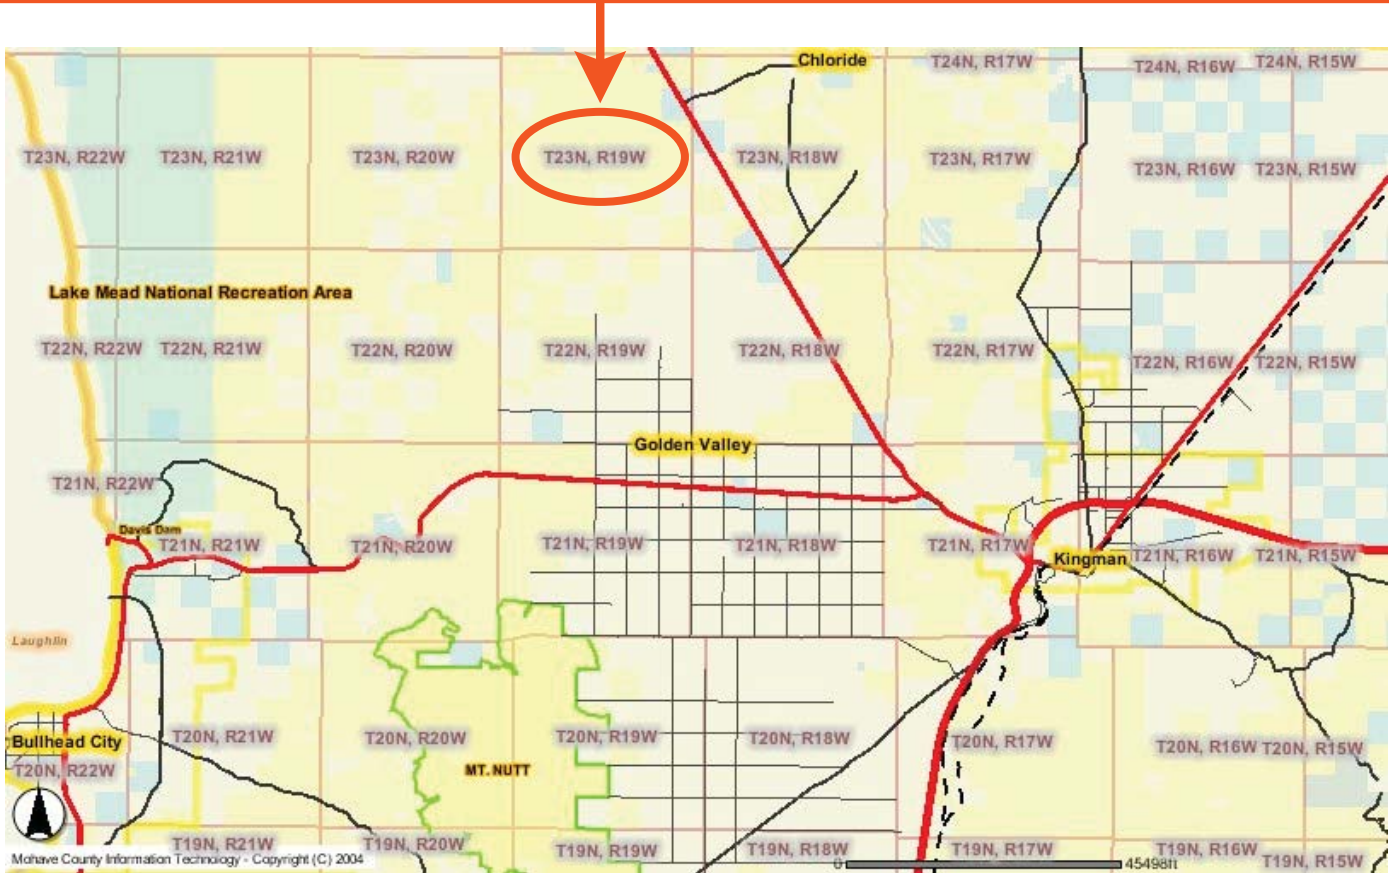 Chloride
T24N, R17W
T24N, R16W
T24N, R15W
T23N, R22W
T23N, R21W
T23N, R20W
T23N, R19W
T23N, R18W
T23N, R17W
T23N, R16W
T23N, R15W
Lake Mead National Recreation Area
T22N, R22W
T22N, R21W
T22N, R20W
T22N, R19W
T22N, R18W
T22N, R17W
T22N, R16W
T22N, R15W
Golden Valley
T21N, R22W
Davis Dam
T21N, R21W
T21N, R20W
T21N, R19W
T21N, R18W
T21N, R17W
Kingman
T21N, R16W
T21N, R15W
Laughlin
Bullhead City
T20N, R22W
T20N, R21W
T20N, R20W
T20N, R19W
T20N, R18W
T20N, R17W
T20N, R16W
T20N, R15W
MT. NUTT
T19N, R21W
T19N, R20W
T19N, R19W
T19N, R18W
T19N, R17W
T19N, R16W
T19N, R15W
Mohave County Information Technology - Copyright (C) 2004
0
45498ft